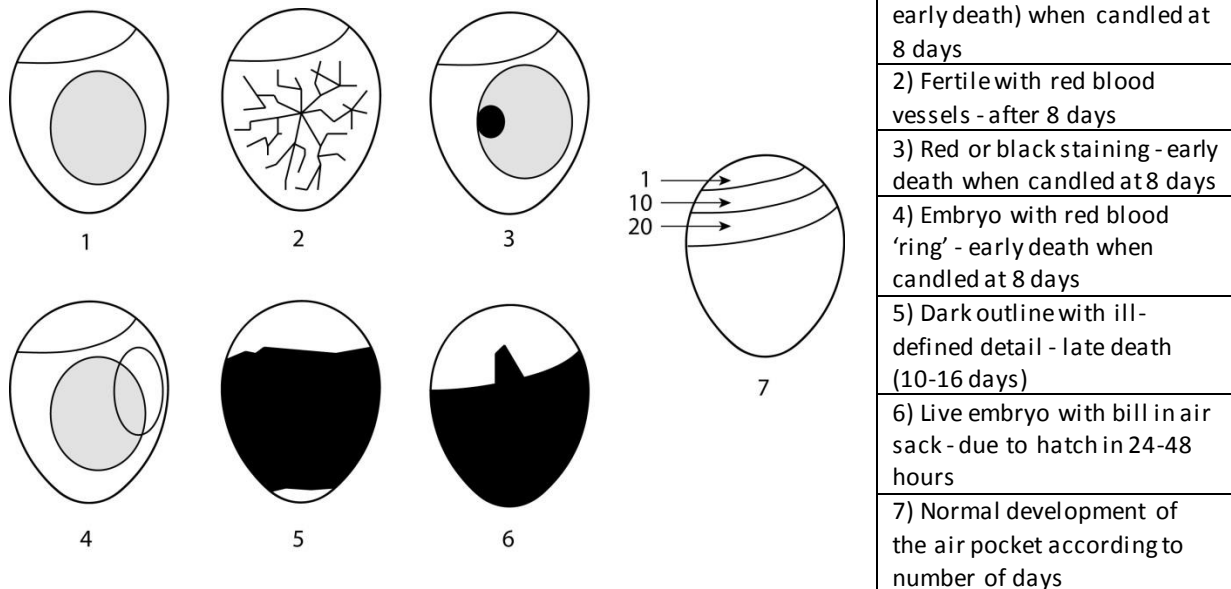 1
2
3
4
5
6
1
10
20
7
early death) when candled at
8 days
2) Fertile with red blood
vessels - after 8 days
3) Red or black staining - early
death when candled at 8 days
4) Embryo with red blood
‘ring’ - early death when
candled at 8 days
5) Dark outline with ill-
defined detail - late death
(10-16 days)
6) Live embryo with bill in air
sack - due to hatch in 24-48
hours
7) Normal development of
the air pocket according to
number of days